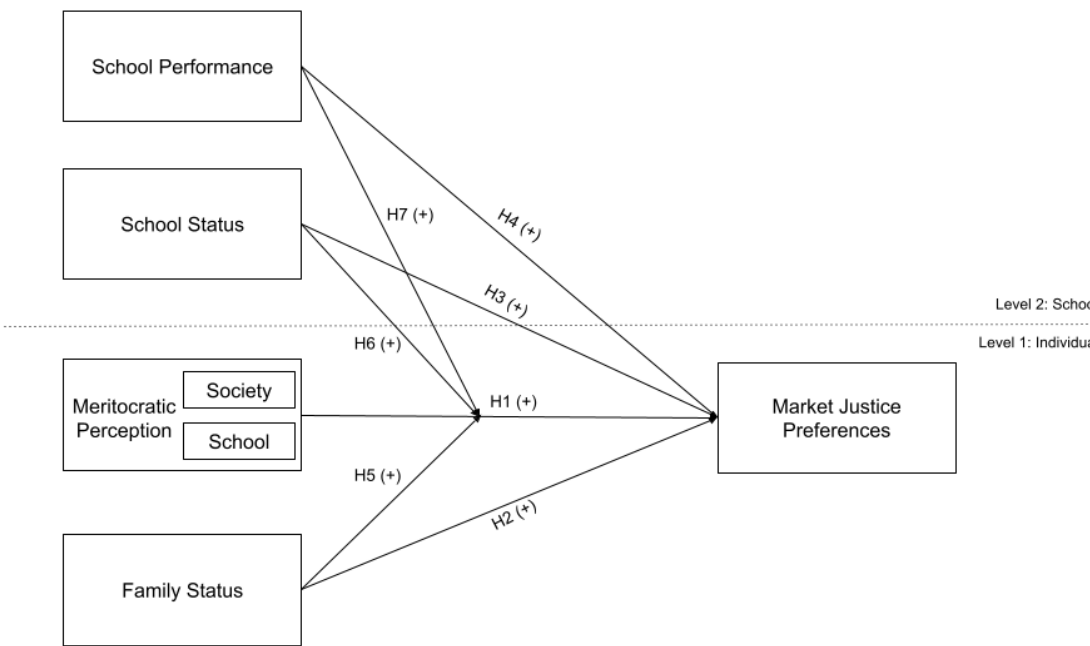 School Performance
School Status
H7 (+)
H4 (+)
H3 (+)
Level 2: Schoo
H6 (+)
Level 1: Individua
Meritocratic
Perception
Society
School
H1 (+)
Market Justice
Preferences
H5 (+)
H2 (+)
Family Status